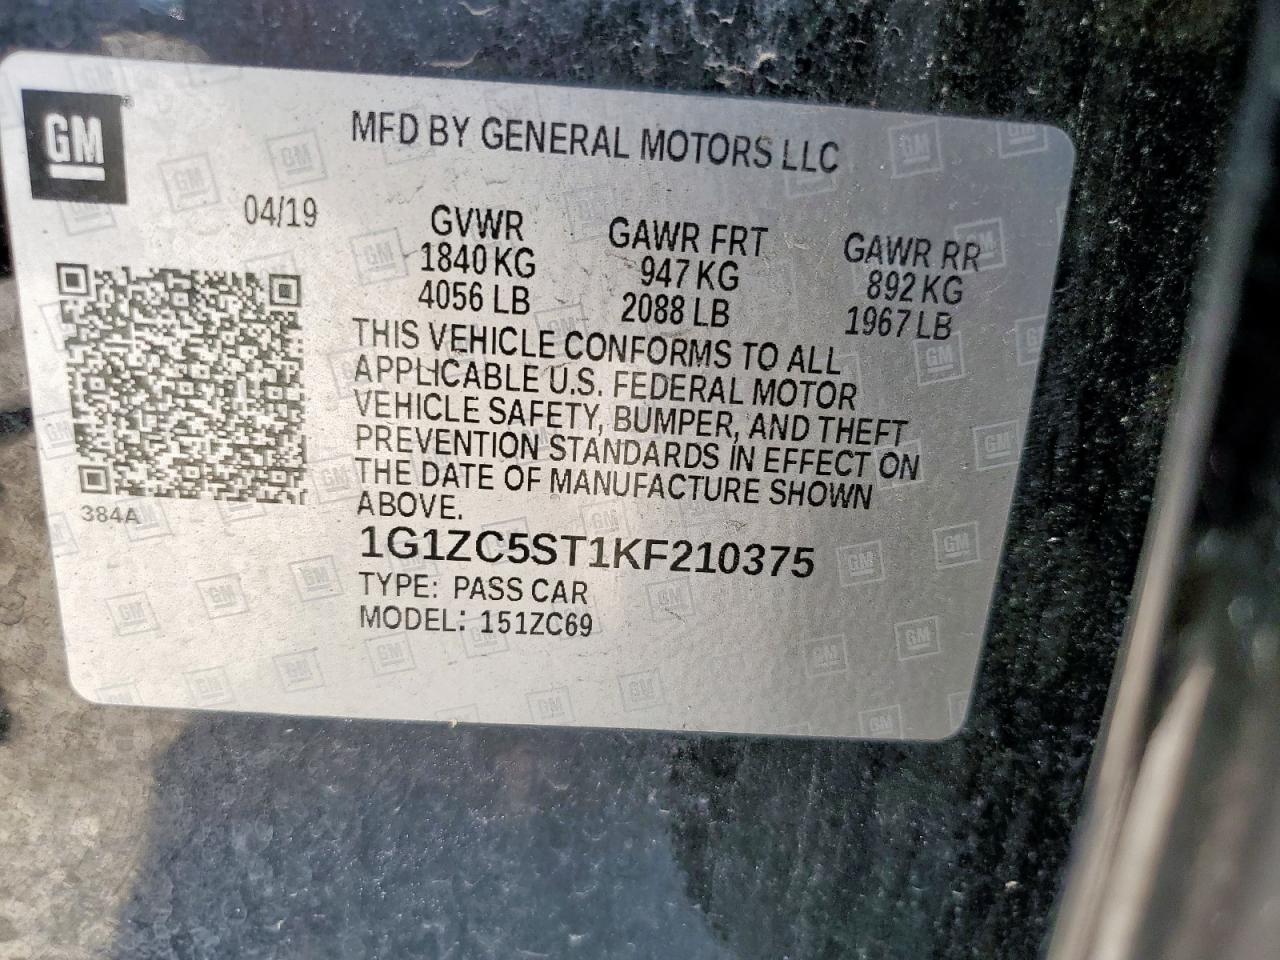 GM
MFD BY GENERAL MOTORS LLC
04/19
GVWR GAWR FRT GAWR RR
1840 KG 947 KG 892 KG
4056 LB 2088 LB 1967 LB
THIS VEHICLE CONFORMS TO ALL
APPLICABLE U.S. FEDERAL MOTOR
VEHICLE SAFETY, BUMPER, AND THEFT
PREVENTION STANDARDS IN EFFECT ON
THE DATE OF MANUFACTURE SHOWN
ABOVE.
384A
1G1ZC5ST1KF210375
TYPE: PASS CAR
MODEL: 151ZC69